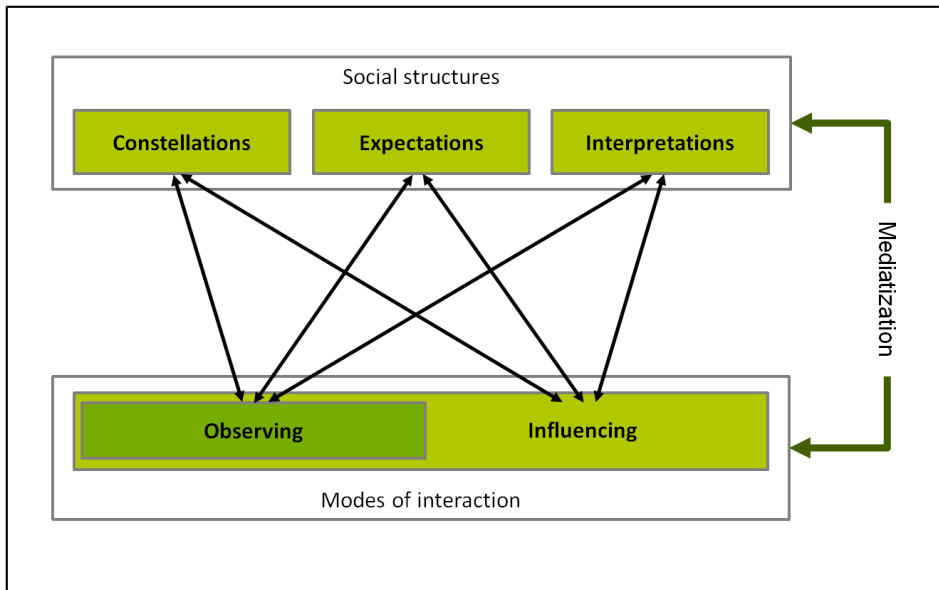 Social structures
Constellations
Expectations
Interpretations
Mediatization
Observing
Influencing
Modes of interaction